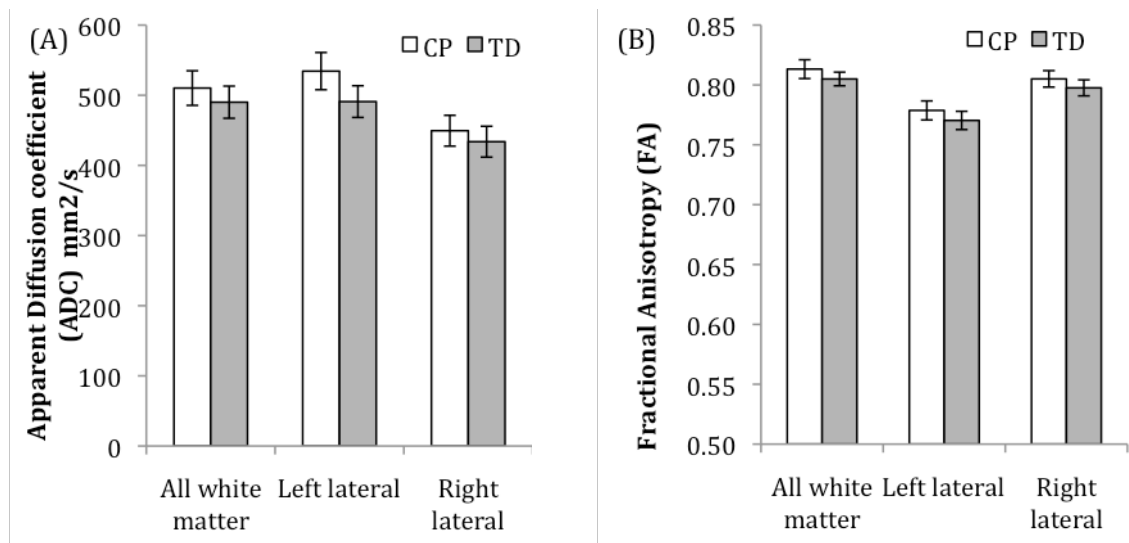 (A)
CP TD
Apparent Diffusion coefficient
(ADC) mm2/s
600
500
400
300
200
100
0
All white
matter
Left lateral
Right
lateral
(B)
CP TD
Fractional Anisotropy (FA)
0.85
0.80
0.75
0.70
0.65
0.60
0.55
0.50
All white
matter
Left lateral
Right
lateral